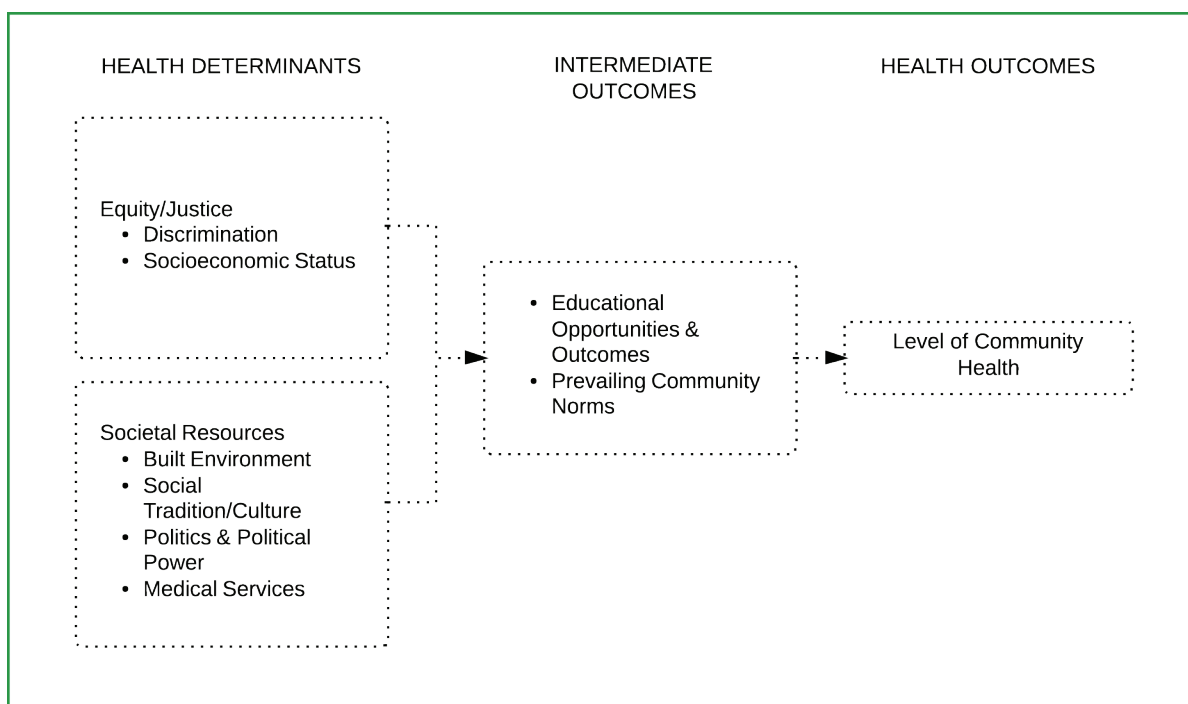 HEALTH DETERMINANTS
INTERMEDIATE
OUTCOMES
HEALTH OUTCOMES
Equity/Justice
• Discrimination
• Socioeconomic Status
Societal Resources
• Built Environment
• Social
Tradition/Culture
• Politics & Political
Power
• Medical Services
• Educational
Opportunities &
Outcomes
• Prevailing Community
Norms
Level of Community
Health